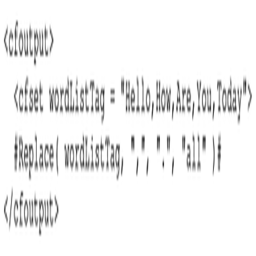 <cfoutput>
<cfset wordListTag = "Hello,How,Are,You,Today">
#Replace( wordListTag, ",", ".", "all" )#
</cfoutput>